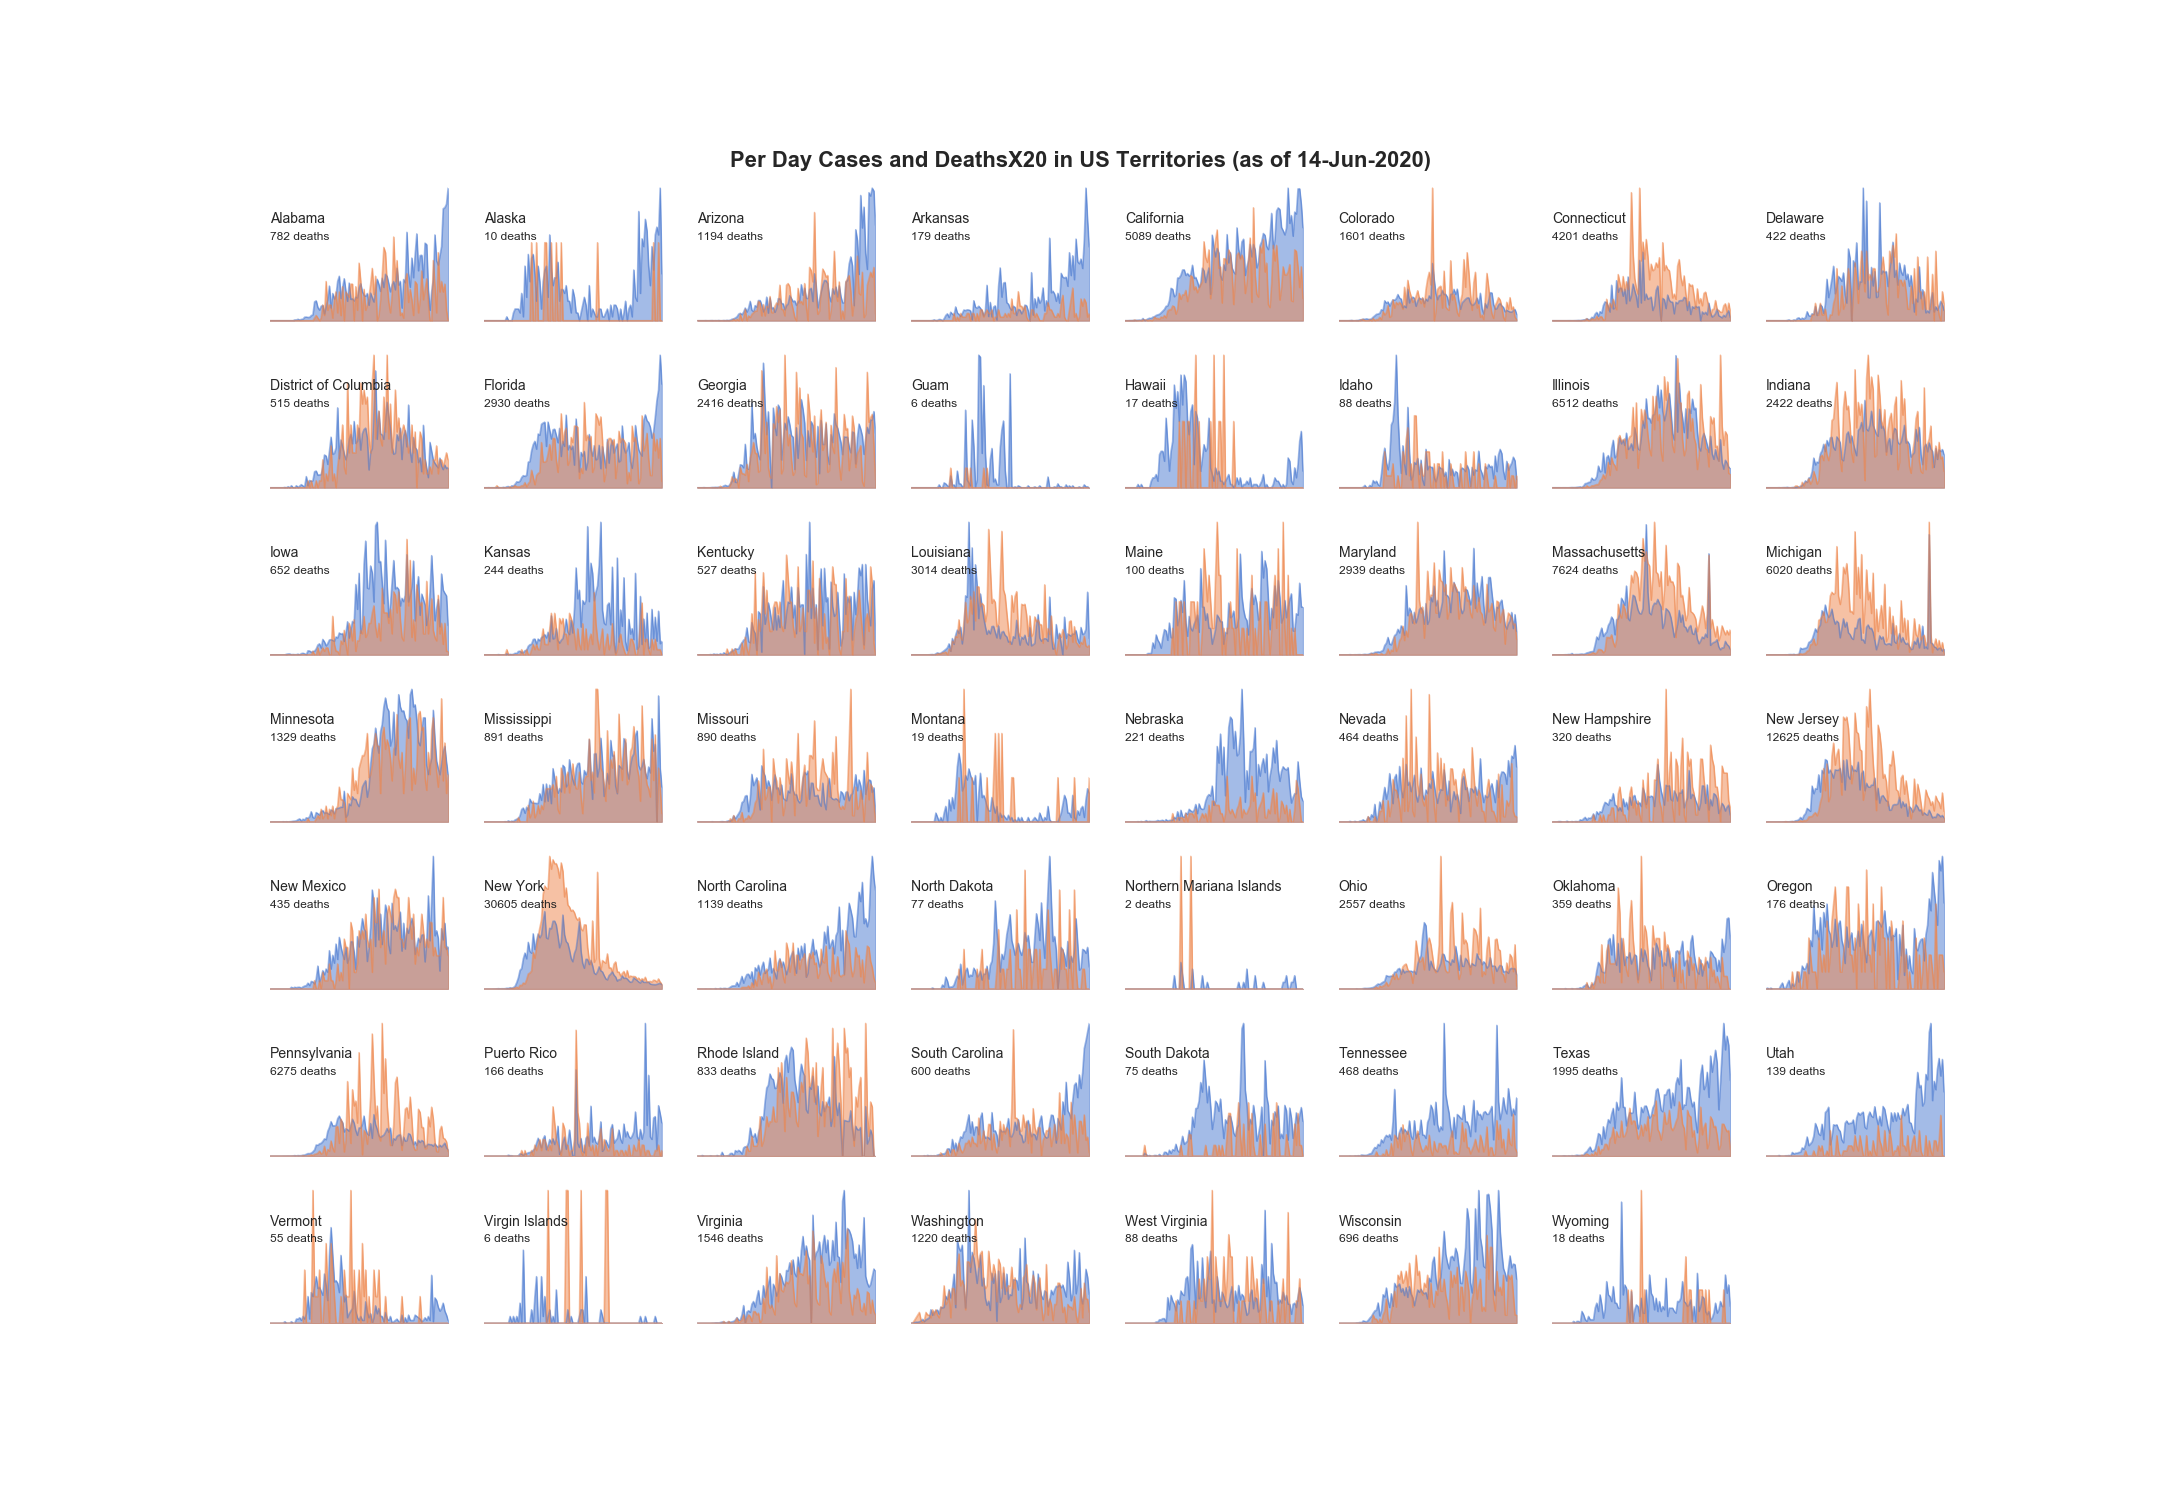 Per Day Cases and DeathsX20 in US Territories (as of 14-Jun-2020)
Alabama
782 deaths
Alaska
10 deaths
Arizona
1194 deaths
Arkansas
179 deaths
California
5089 deaths
Colorado
1601 deaths
Connecticut
4201 deaths
Delaware
422 deaths
District of Columbia
515 deaths
Florida
2930 deaths
Georgia
2416 deaths
Guam
6 deaths
Hawaii
17 deaths
Idaho
88 deaths
Illinois
6512 deaths
Indiana
2422 deaths
Iowa
652 deaths
Kansas
244 deaths
Kentucky
527 deaths
Louisiana
3014 deaths
Maine
100 deaths
Maryland
2939 deaths
Massachusetts
7624 deaths
Michigan
6020 deaths
Minnesota
1329 deaths
Mississippi
891 deaths
Missouri
890 deaths
Montana
19 deaths
Nebraska
221 deaths
Nevada
464 deaths
New Hampshire
320 deaths
New Jersey
12625 deaths
New Mexico
435 deaths
New York
30605 deaths
North Carolina
1139 deaths
North Dakota
77 deaths
Northern Mariana Islands
2 deaths
Ohio
2557 deaths
Oklahoma
359 deaths
Oregon
176 deaths
Pennsylvania
6275 deaths
Puerto Rico
166 deaths
Rhode Island
833 deaths
South Carolina
600 deaths
South Dakota
75 deaths
Tennessee
468 deaths
Texas
1995 deaths
Utah
139 deaths
Vermont
55 deaths
Virgin Islands
6 deaths
Virginia
1546 deaths
Washington
1220 deaths
West Virginia
88 deaths
Wisconsin
696 deaths
Wyoming
18 deaths